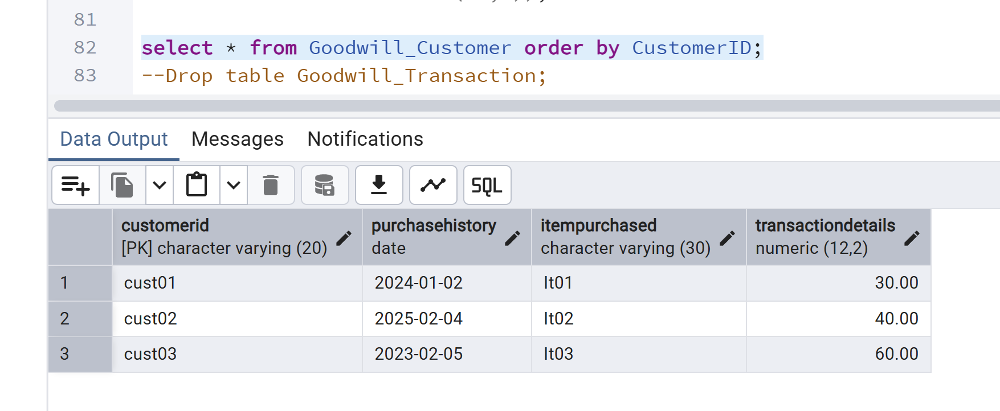 81
82 select * from Goodwill_Customer order by CustomerID;
83 --Drop table Goodwill_Transaction;
Data Output Messages Notifications
SQL
customerid purchasehistory itempurchased transactiondetails
[PK] character varying (20) date character varying (30) numeric (12,2)
1 cust01 2024-01-02 It01 30.00
2 cust02 2025-02-04 It02 40.00
3 cust03 2023-02-05 It03 60.00